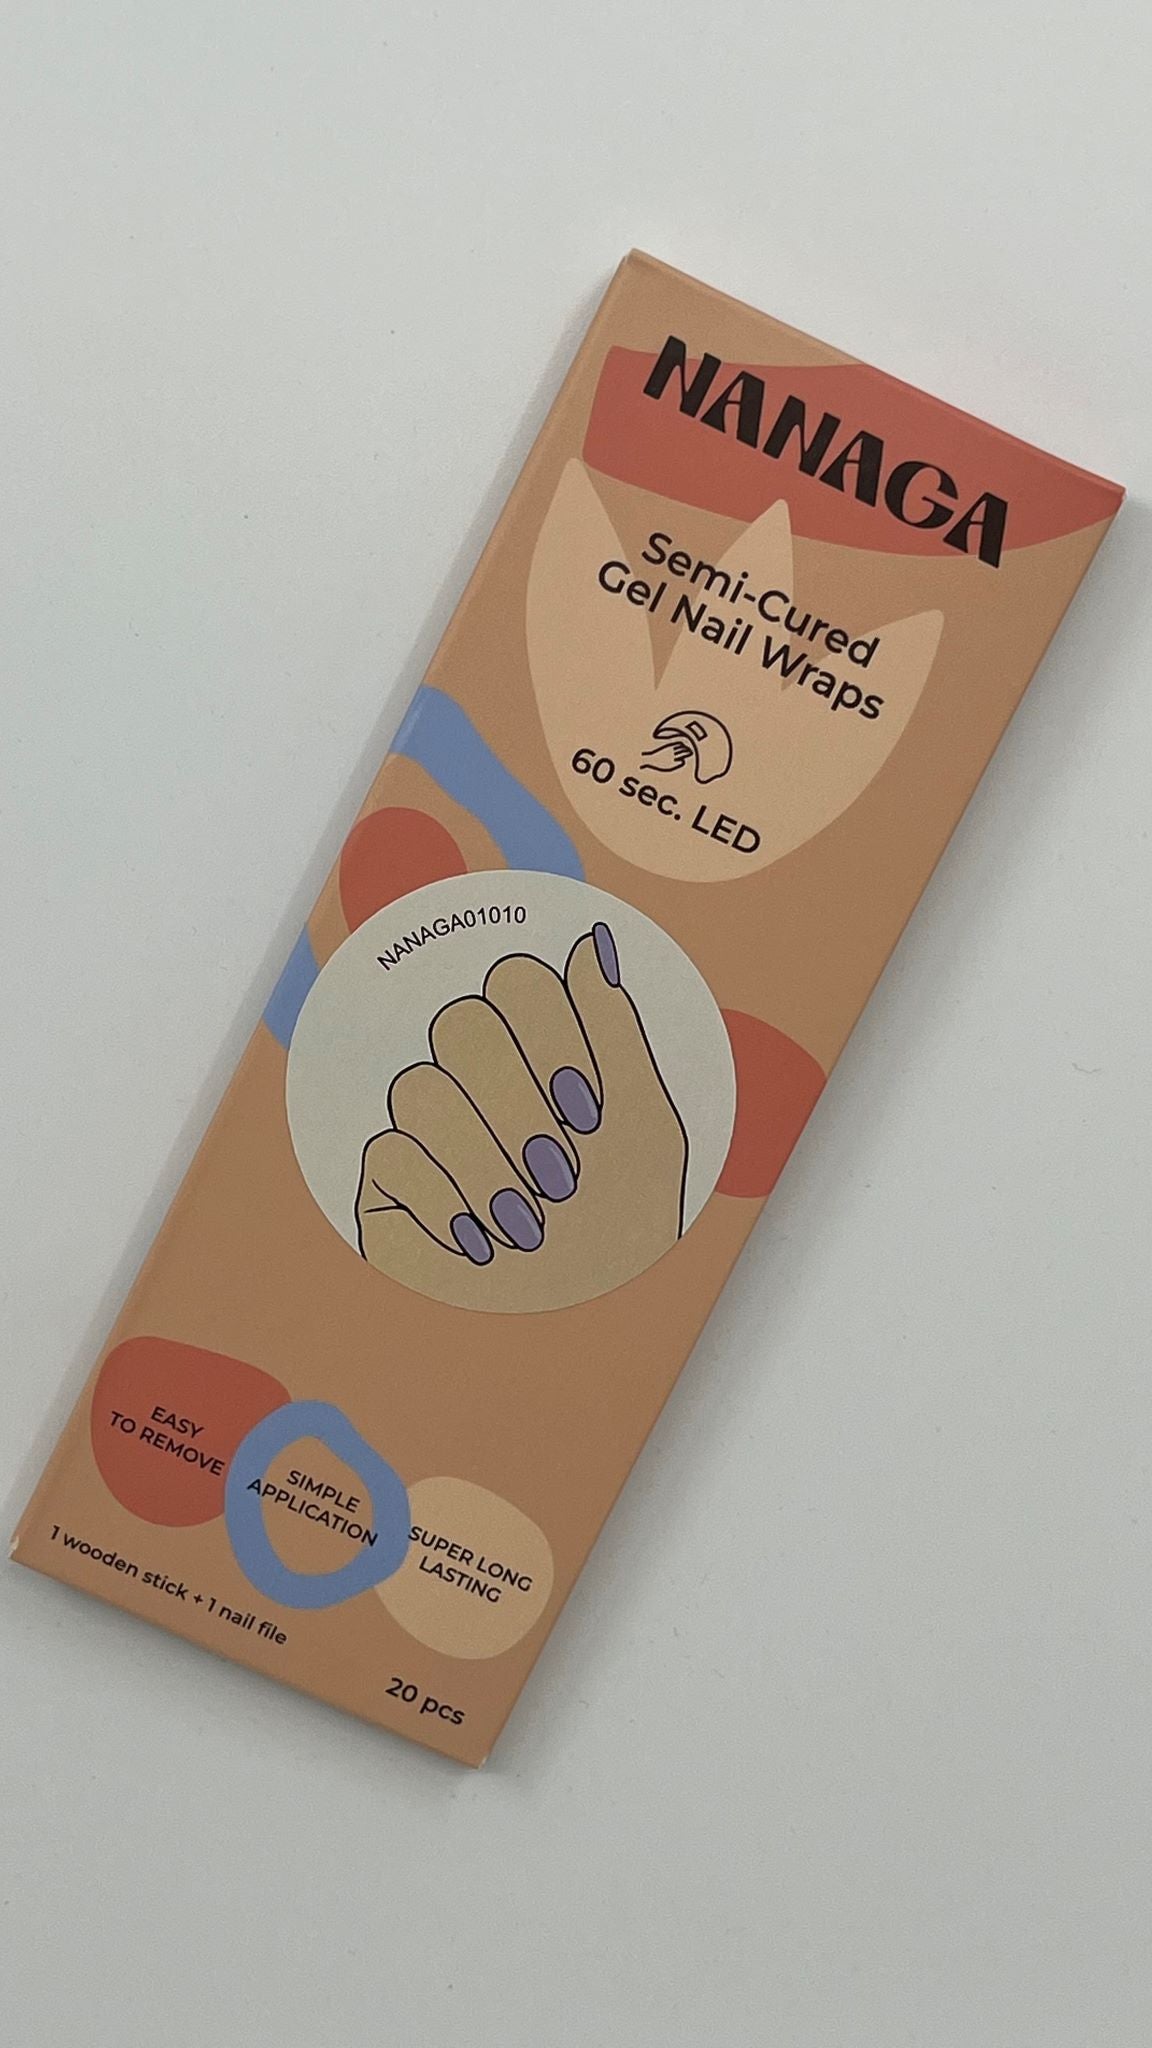 NANAGA
Semi-Cured
Gel Nail Wraps
60 sec. LED
NANAGA01010
EASY
TO REMOVE
SIMPLE
APPLICATION
SUPER LONG
LASTING
1 wooden stick + 1 nail file
20 pcs